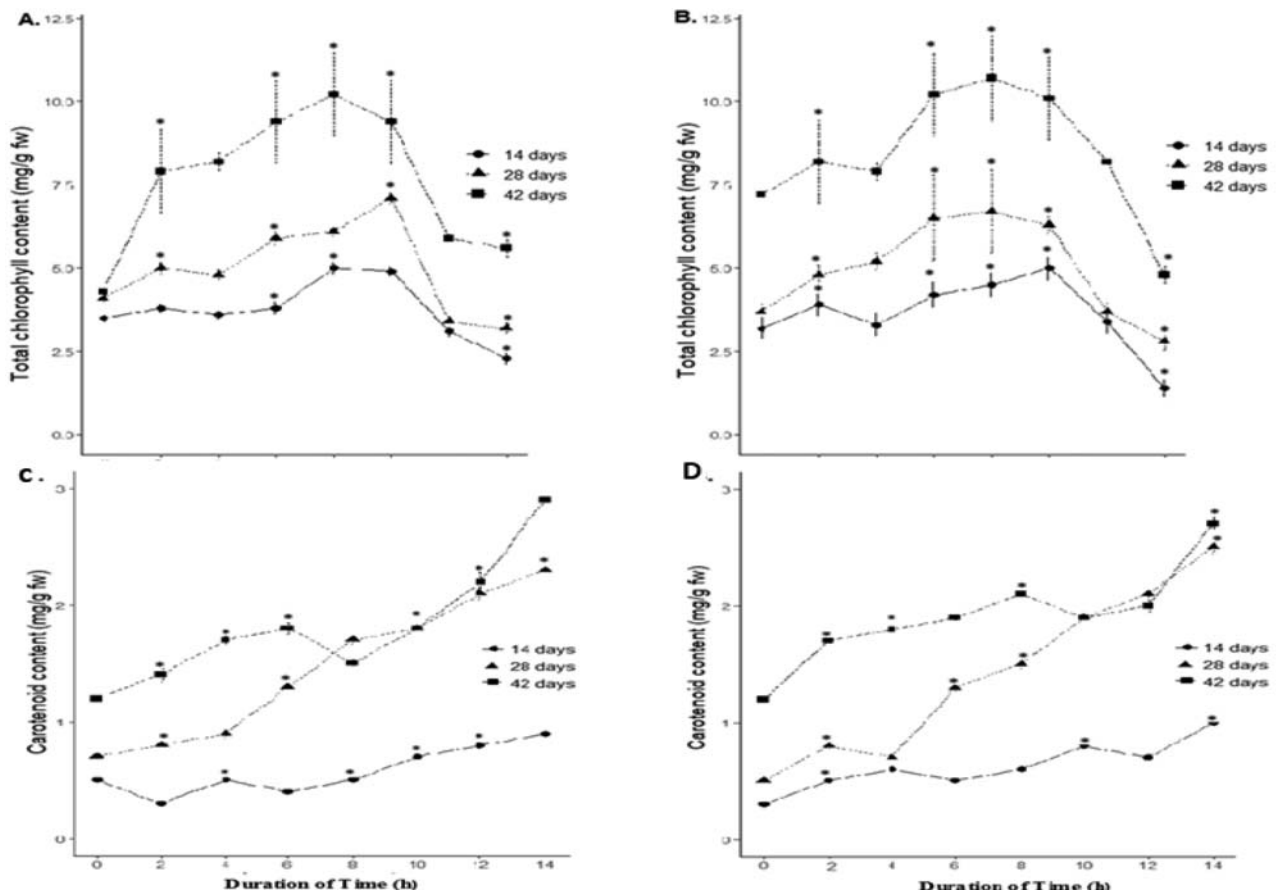 A.
12.5
10.0
7.5
5.0
2.5
0.0
Total chlorophyll content (mg/g fw)
14 days
28 days
42 days
B.
12.5
10.0
7.5
5.0
2.5
0.0
Total chlorophyll content (mg/g fw)
14 days
28 days
42 days
C .
3
2
1
0
Carotenoid content (mg/g fw)
14 days
28 days
42 days
0 2 4 6 8 10 12 14
Duration of Time (h)
D.
3
2
1
0
Carotenoid content (mg/g fw)
14 days
28 days
42 days
0 2 4 6 8 10 12 14
Duration of Time (h)